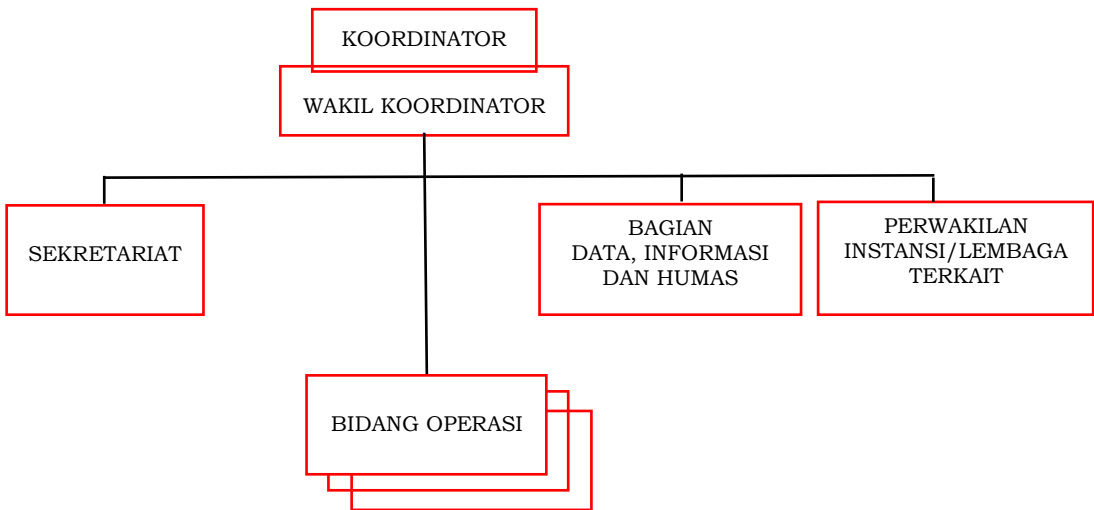 KOORDINATOR
WAKIL KOORDINATOR
SEKRETARIAT
BAGIAN
DATA, INFORMASI
DAN HUMAS
PERWAKILAN
INSTANSI/LEMBAGA
TERKAIT
BIDANG OPERASI